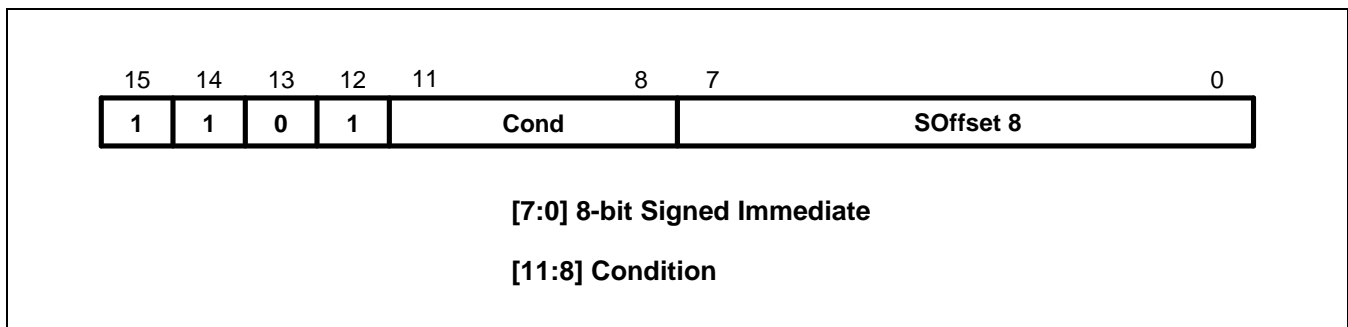 15 14 13 12 11 8 7 0
1 1 0 1 Cond SOffset 8
[7:0] 8-bit Signed Immediate
[11:8] Condition